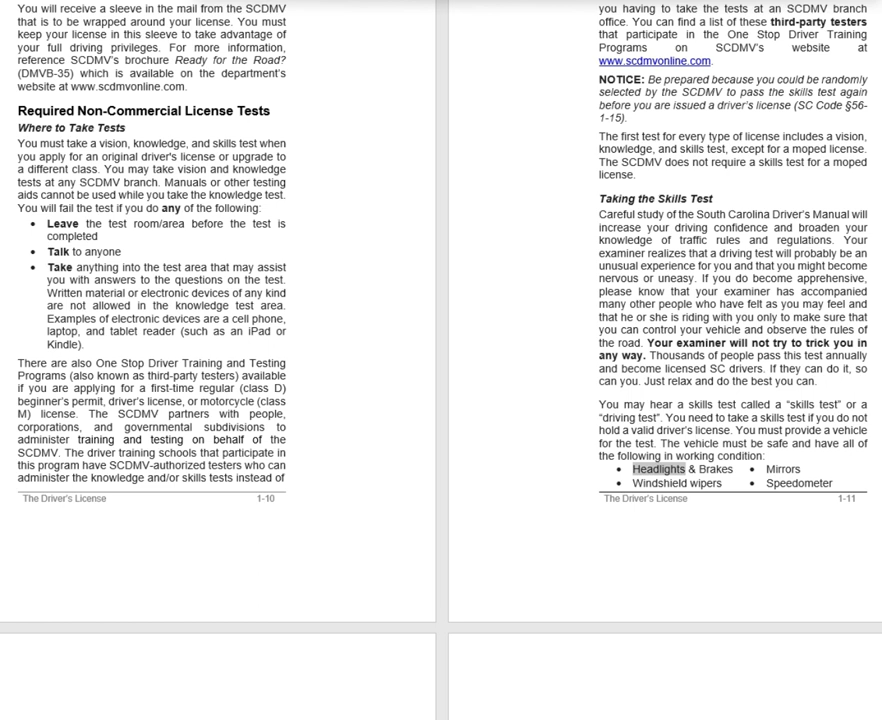 You will receive a sleeve in the mail from the SCDMV
that is to be wrapped around your license. You must
keep your license in this sleeve to take advantage of
your full driving privileges. For more information,
reference SCDMV's brochure Ready for the Road?
(DMVB-35) which is available on the department's
website at www.scdmvonline.com.
Required Non-Commercial License Tests
Where to Take Tests
You must take a vision, knowledge, and skills test when
you apply for an original driver's license or upgrade to
a different class. You may take vision and knowledge
tests at any SCDMV branch. Manuals or other testing
aids cannot be used while you take the knowledge test.
You will fail the test if you do any of the following:
• Leave the test room/area before the test is
completed
• Talk to anyone
• Take anything into the test area that may assist
you with answers to the questions on the test.
Written material or electronic devices of any kind
are not allowed in the knowledge test area.
Examples of electronic devices are a cell phone,
laptop, and tablet reader (such as an iPad or
Kindle).
There are also One Stop Driver Training and Testing
Programs (also known as third-party testers) available
if you are applying for a first-time regular (class D)
beginner's permit, driver's license, or motorcycle (class
M) license. The SCDMV partners with people,
corporations, and governmental subdivisions to
administer training and testing on behalf of the
SCDMV. The driver training schools that participate in
this program have SCDMV-authorized testers who can
administer the knowledge and/or skills tests instead of
The Driver's License 1-10
you having to take the tests at an SCDMV branch
office. You can find a list of these third-party testers
that participate in the One Stop Driver Training
Programs on SCDMV's website at
www.scdmvonline.com.
NOTICE: Be prepared because you could be randomly
selected by the SCDMV to pass the skills test again
before you are issued a driver's license (SC Code §56-
1-15).
The first test for every type of license includes a vision,
knowledge, and skills test, except for a moped license.
The SCDMV does not require a skills test for a moped
license.
Taking the Skills Test
Careful study of the South Carolina Driver's Manual will
increase your driving confidence and broaden your
knowledge of traffic rules and regulations. Your
examiner realizes that a driving test will probably be an
unusual experience for you and that you might become
nervous or uneasy. If you do become apprehensive,
please know that your examiner has accompanied
many other people who have felt as you may feel and
that he or she is riding with you only to make sure that
you can control your vehicle and observe the rules of
the road. Your examiner will not try to trick you in
any way. Thousands of people pass this test annually
and become licensed SC drivers. If they can do it, so
can you. Just relax and do the best you can.
You may hear a skills test called a "skills test" or a
"driving test". You need to take a skills test if you do not
hold a valid driver's license. You must provide a vehicle
for the test. The vehicle must be safe and have all of
the following in working condition:
• Headlights & Brakes • Mirrors
• Windshield wipers • Speedometer
The Driver's License 1-11